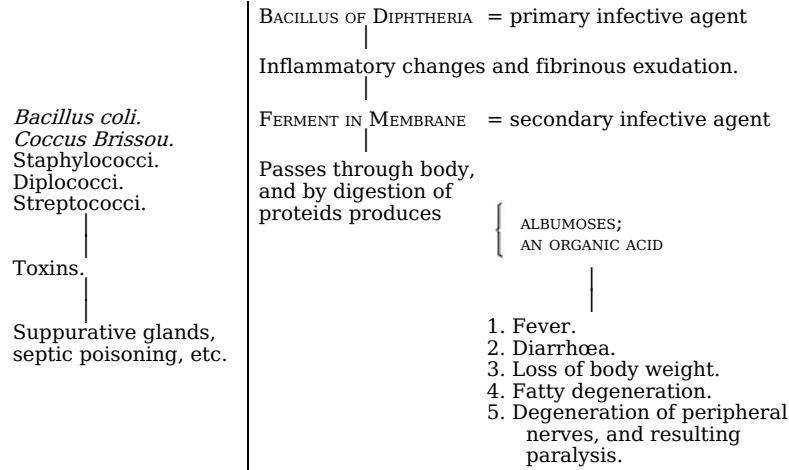 Bacillus coli.
Coccus Brissou.
Staphylococci.
Diplococci.
Streptococci.
Toxins.
Suppurative glands,
septic poisoning, etc.
Bacillus of Diphtheria = primary infective agent
Inflammatory changes and fibrinous exudation.
Ferment in Membrane = secondary infective agent
Passes through body,
and by digestion of
proteids produces
albumoses;
an organic acid
1. Fever.
2. Diarrhœa.
3. Loss of body weight.
4. Fatty degeneration.
5. Degeneration of peripheral
nerves, and resulting
paralysis.